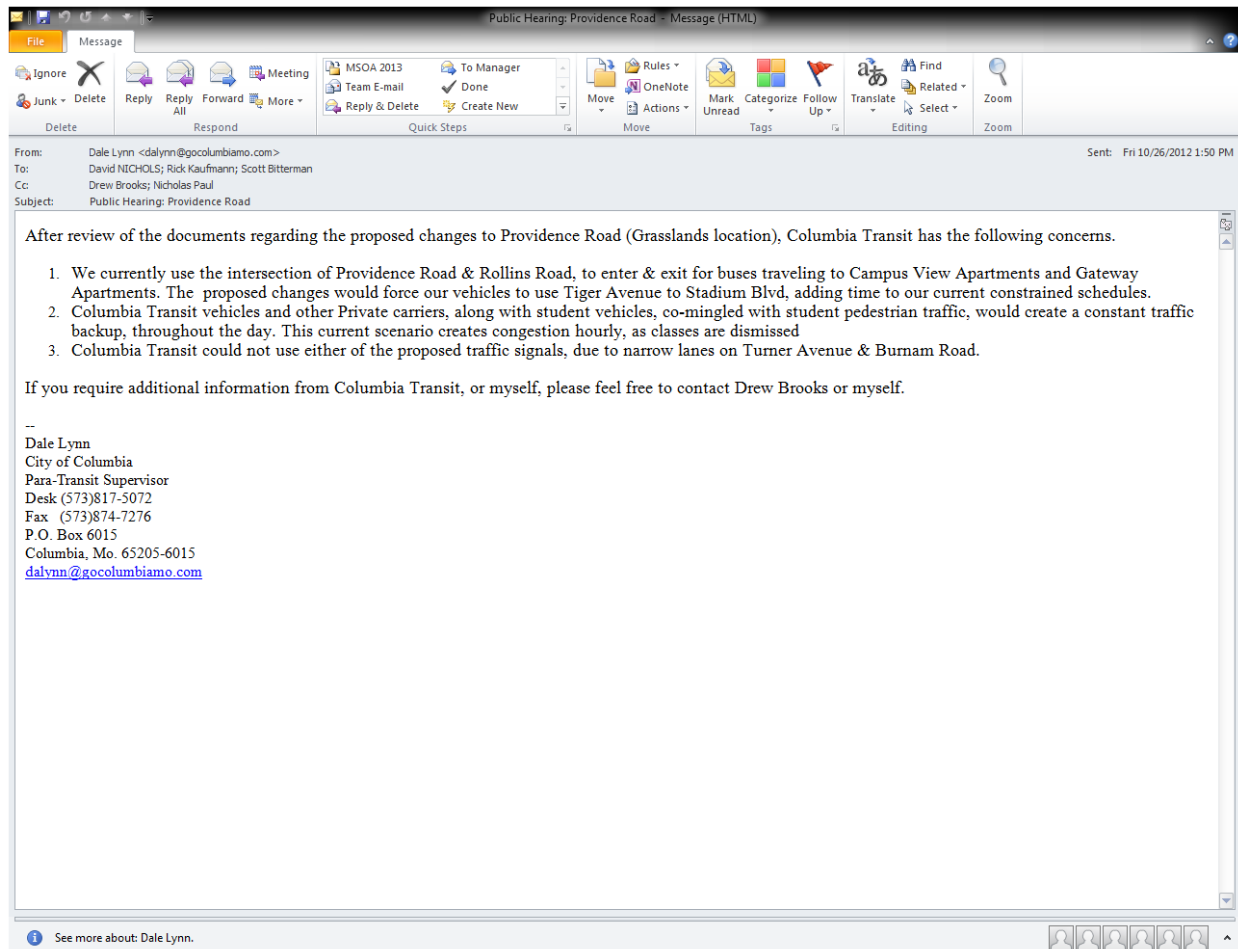 Public Hearing: Providence Road - Message (HTML)
File Message
Ignore
Junk
Delete
Reply
Reply All
Forward
Meeting
More
MSOA 2013
Team E-mail
Reply & Delete
To Manager
Done
Create New
Move
Rules
OneNote
Actions
Mark Unread
Categorize
Follow Up
Translate
Find
Related
Select
Zoom
Delete Respond Quick Steps Move Tags Editing Zoom
From: Dale Lynn <dalynn@gocolumbiamo.com> Sent: Fri 10/26/2012 1:50 PM
To: David NICHOLS; Rick Kaufmann; Scott Bitterman
Cc: Drew Brooks; Nicholas Paul
Subject: Public Hearing: Providence Road
After review of the documents regarding the proposed changes to Providence Road (Grasslands location), Columbia Transit has the following concerns.
1. We currently use the intersection of Providence Road & Rollins Road, to enter & exit for buses traveling to Campus View Apartments and Gateway
Apartments. The proposed changes would force our vehicles to use Tiger Avenue to Stadium Blvd, adding time to our current constrained schedules.
2. Columbia Transit vehicles and other Private carriers, along with student vehicles, co-mingled with student pedestrian traffic, would create a constant traffic
backup, throughout the day. This current scenario creates congestion hourly, as classes are dismissed
3. Columbia Transit could not use either of the proposed traffic signals, due to narrow lanes on Turner Avenue & Burnam Road.
If you require additional information from Columbia Transit, or myself, please feel free to contact Drew Brooks or myself.
--
Dale Lynn
City of Columbia
Para-Transit Supervisor
Desk (573)817-5072
Fax (573)874-7276
P.O. Box 6015
Columbia, Mo. 65205-6015
dalynn@gocolumbiamo.com
See more about: Dale Lynn.